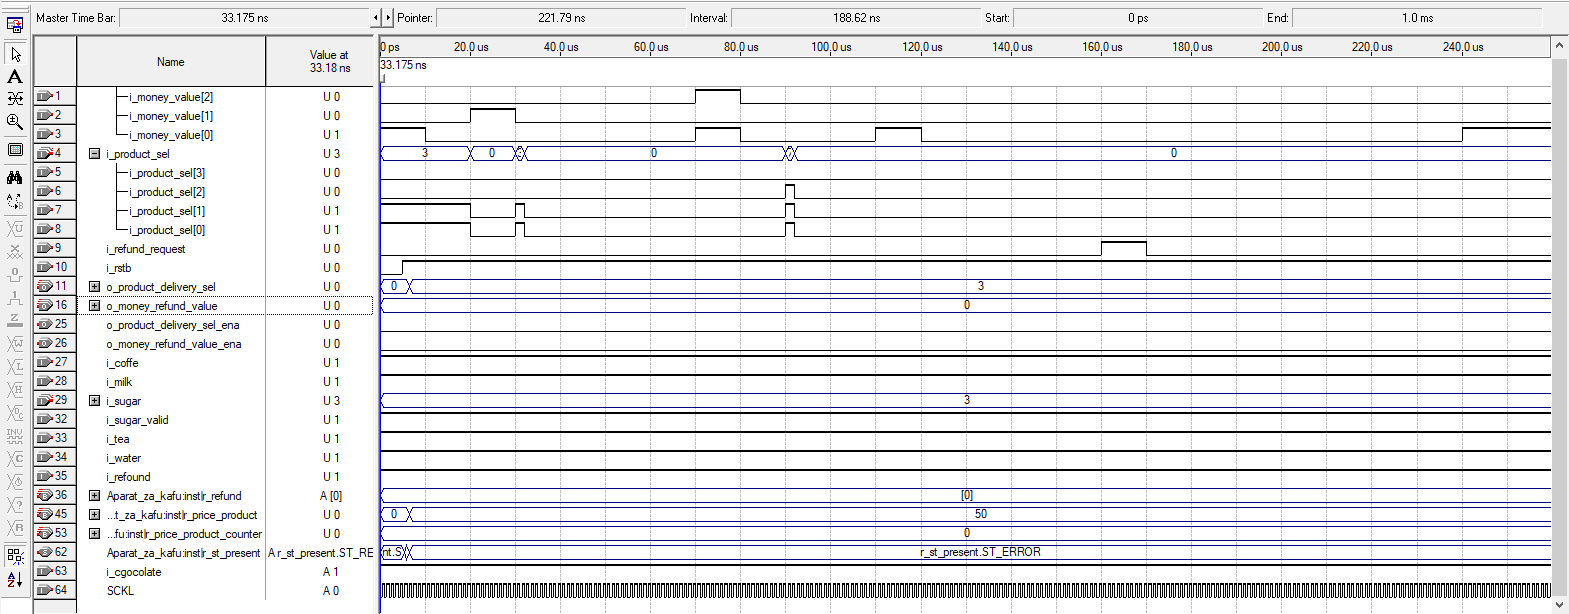 Master Time Bar: 33.175 ns Pointer: 221.79 ns Interval: 188.62 ns Start: 0 ps End: 1.0 ms
Name Value at 33.18 ns
0 ps 20.0 us 40.0 us 60.0 us 80.0 us 100.0 us 120.0 us 140.0 us 160.0 us 180.0 us 200.0 us 220.0 us 240.0 us
33.175 ns
1 i_money_value[2] U 0
2 i_money_value[1] U 0
3 i_money_value[0] U 1
4 i_product_sel U 3 3 0 0 0
5 i_product_sel[3] U 0
6 i_product_sel[2] U 0
7 i_product_sel[1] U 1
8 i_product_sel[0] U 1
9 i_refund_request U 0
10 i_rstb U 0
11 o_product_delivery_sel U 0 0 3
16 o_money_refund_value U 0 0
25 o_product_delivery_sel_ena U 0
26 o_money_refund_value_ena U 0
27 i_coffe U 1
28 i_milk U 1
29 i_sugar U 3 3
32 i_sugar_valid U 1
33 i_tea U 1
34 i_water U 1
35 i_refound U 1
36 Aparat_za_kafu:inst|r_refund A [0] [0]
45 ...t_za_kafu:inst|r_price_product U 0 0 50
53 ...fu:inst|r_price_product_counter U 0 0
62 Aparat_za_kafu:inst|r_st_present A r_st_present.ST_RE nt.S r_st_present.ST_ERROR
63 i_cgocolate A 1
64 SCKL A 0